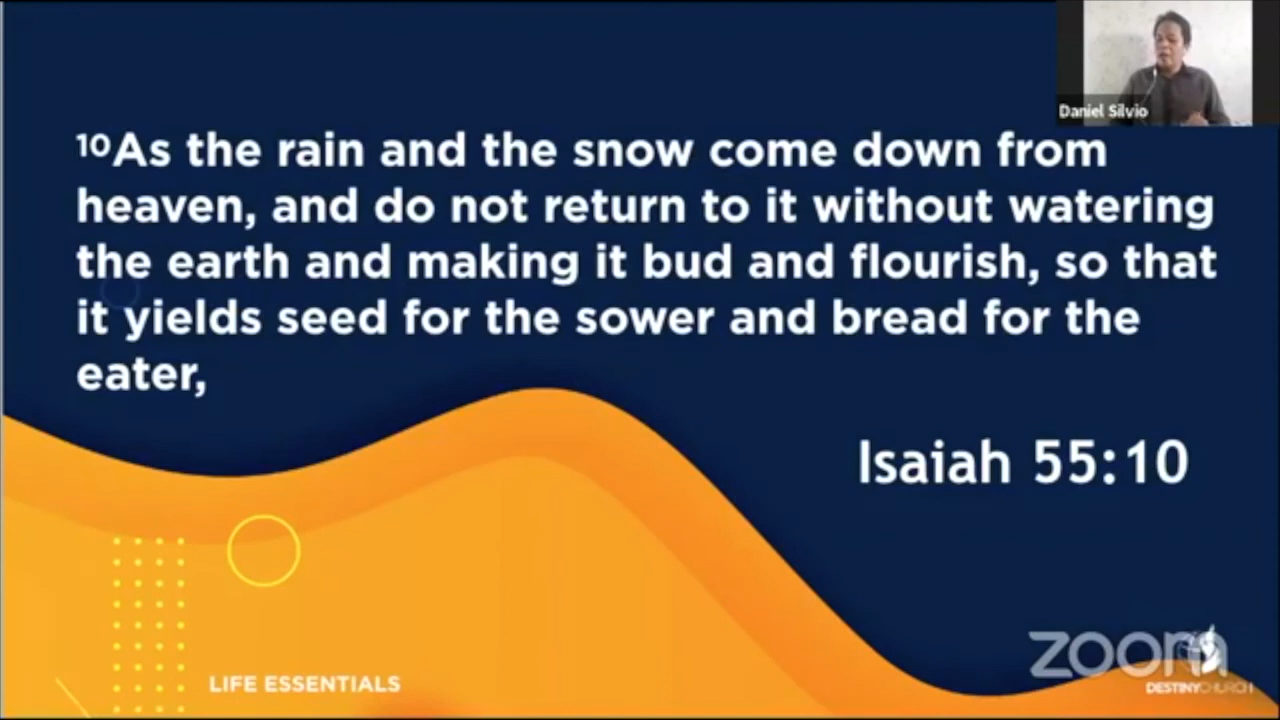 Daniel Silvio
¹⁰As the rain and the snow come down from
heaven, and do not return to it without watering
the earth and making it bud and flourish, so that
it yields seed for the sower and bread for the
eater,
Isaiah 55:10
LIFE ESSENTIALS
zoom
DESTINYCHURCH